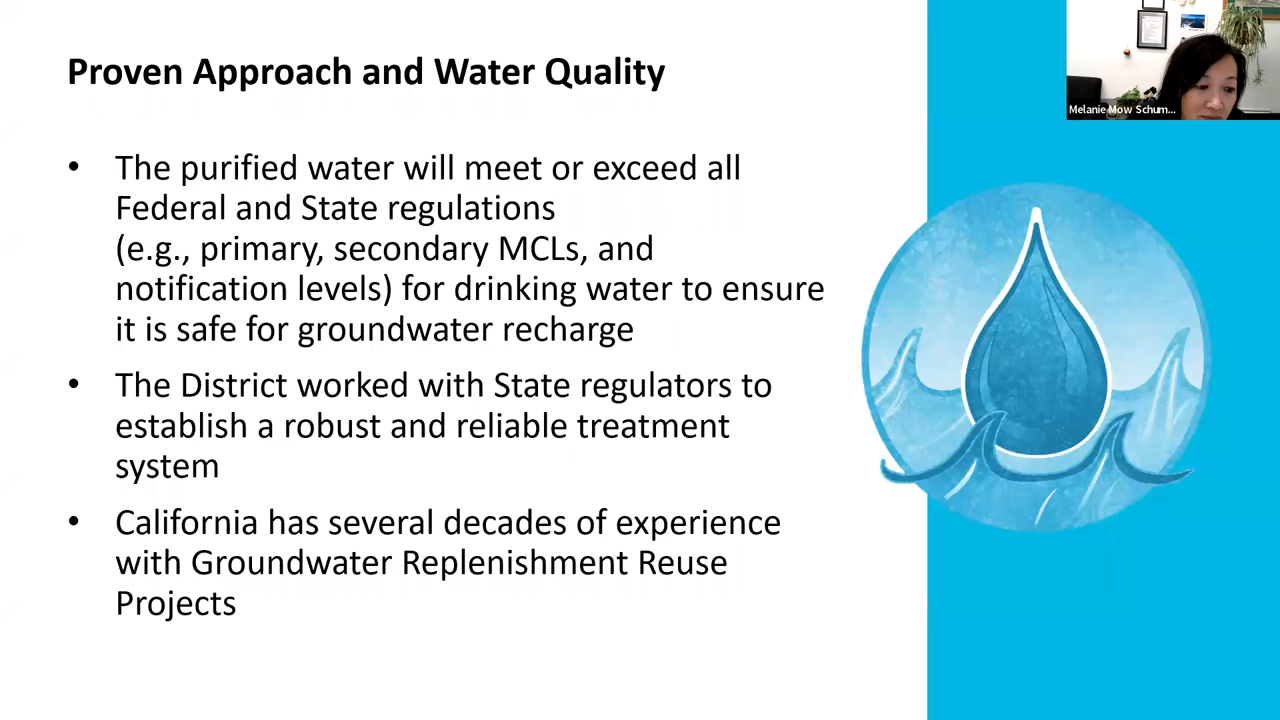 Proven Approach and Water Quality
Melanie Mow Schum...
• The purified water will meet or exceed all
Federal and State regulations
(e.g., primary, secondary MCLs, and
notification levels) for drinking water to ensure
it is safe for groundwater recharge
• The District worked with State regulators to
establish a robust and reliable treatment
system
• California has several decades of experience
with Groundwater Replenishment Reuse
Projects